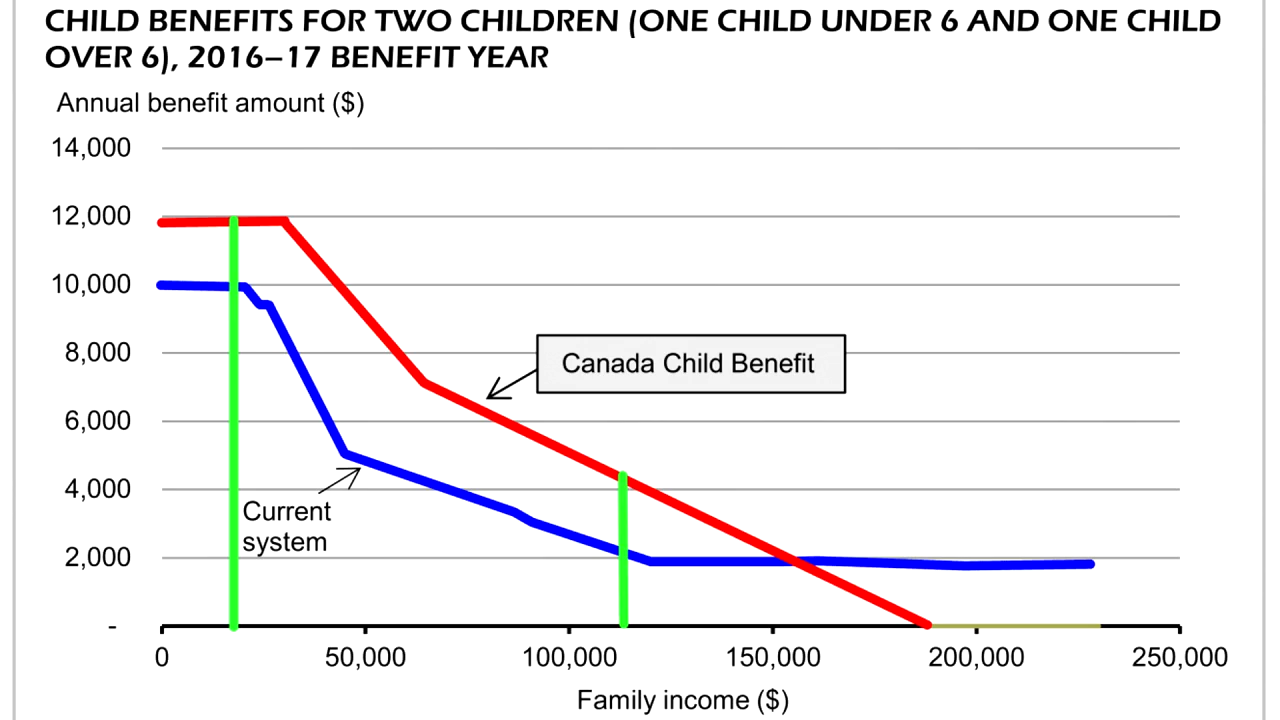 CHILD BENEFITS FOR TWO CHILDREN (ONE CHILD UNDER 6 AND ONE CHILD
OVER 6), 2016–17 BENEFIT YEAR
Annual benefit amount ($)
14,000
12,000
10,000
8,000
Canada Child Benefit
6,000
4,000
Current
system
2,000
-
0 50,000 100,000 150,000 200,000 250,000
Family income ($)